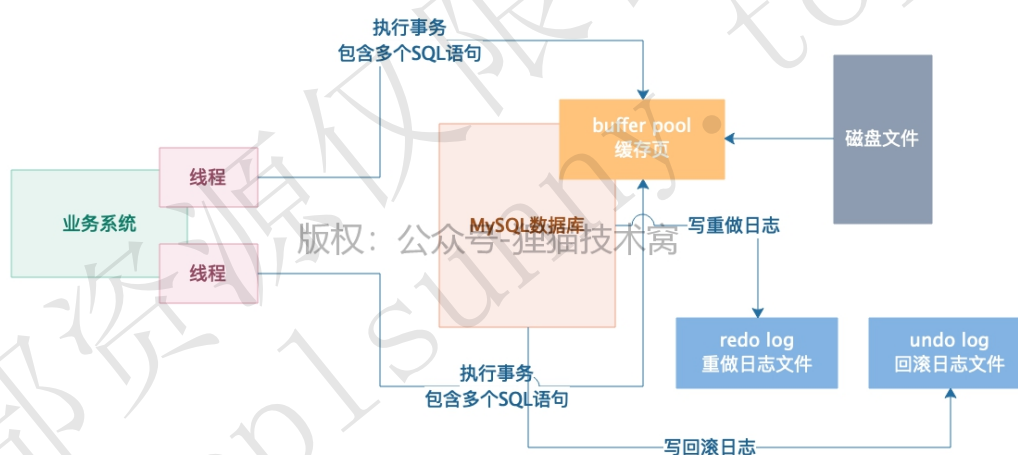 执行事务
包含多个SQL语句
buffer pool
缓存页
磁盘文件
线程
业务系统
MySQL数据库
写重做日志
版权：公众号-狸猫技术窝
线程
redo log
重做日志文件
undo log
回滚日志文件
执行事务
包含多个SQL语句
写回滚日志